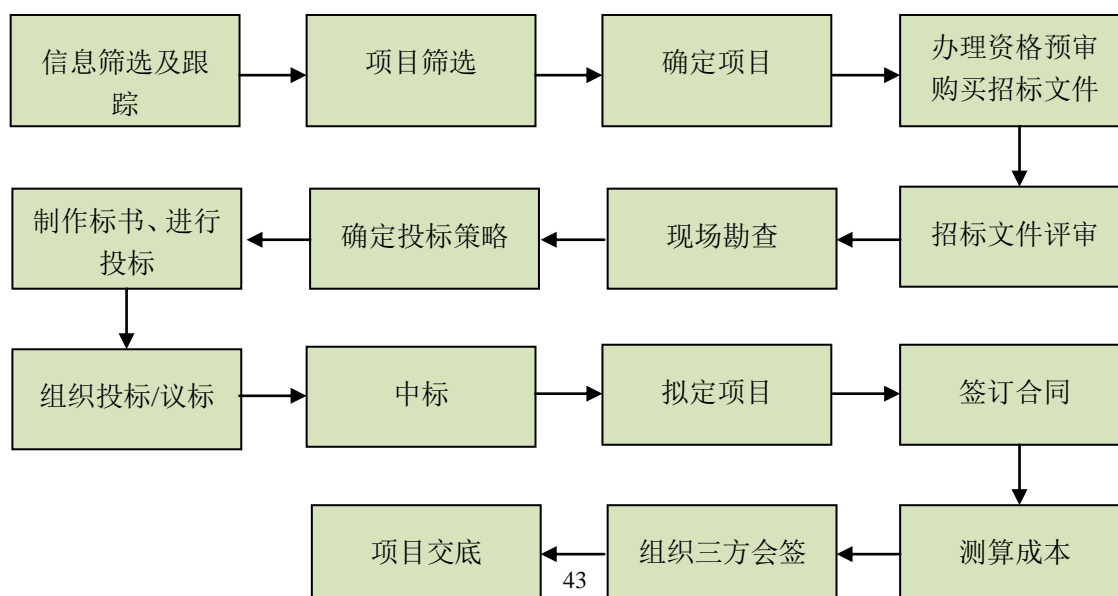 信息筛选及跟
踪
项目筛选
确定项目
办理资格预审
购买招标文件
招标文件评审
现场勘查
确定投标策略
制作标书、进行
投标
组织投标/议标
中标
拟定项目
签订合同
测算成本
组织三方会签
项目交底
43